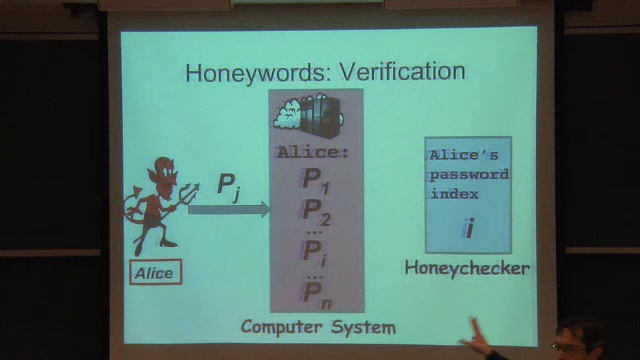 Honeywords: Verification
Alice:
P1
P2
...
Pi
...
Pn
Pj
Alice
Alice's
password
index
i
Honeychecker
Computer System